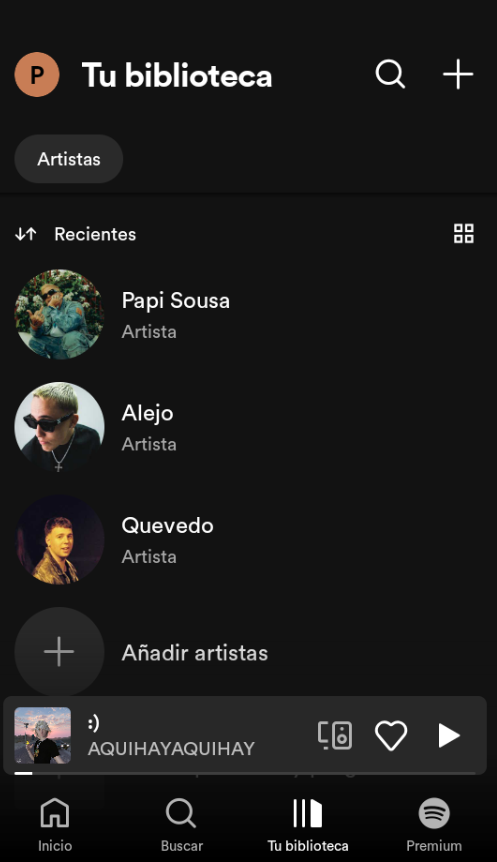 P
Tu biblioteca
Artistas
Recientes
Papi Sousa
Artista
Alejo
Artista
Quevedo
Artista
Añadir artistas
:)
AQUIHAYAQUIHAY
Inicio
Buscar
Tu biblioteca
Premium